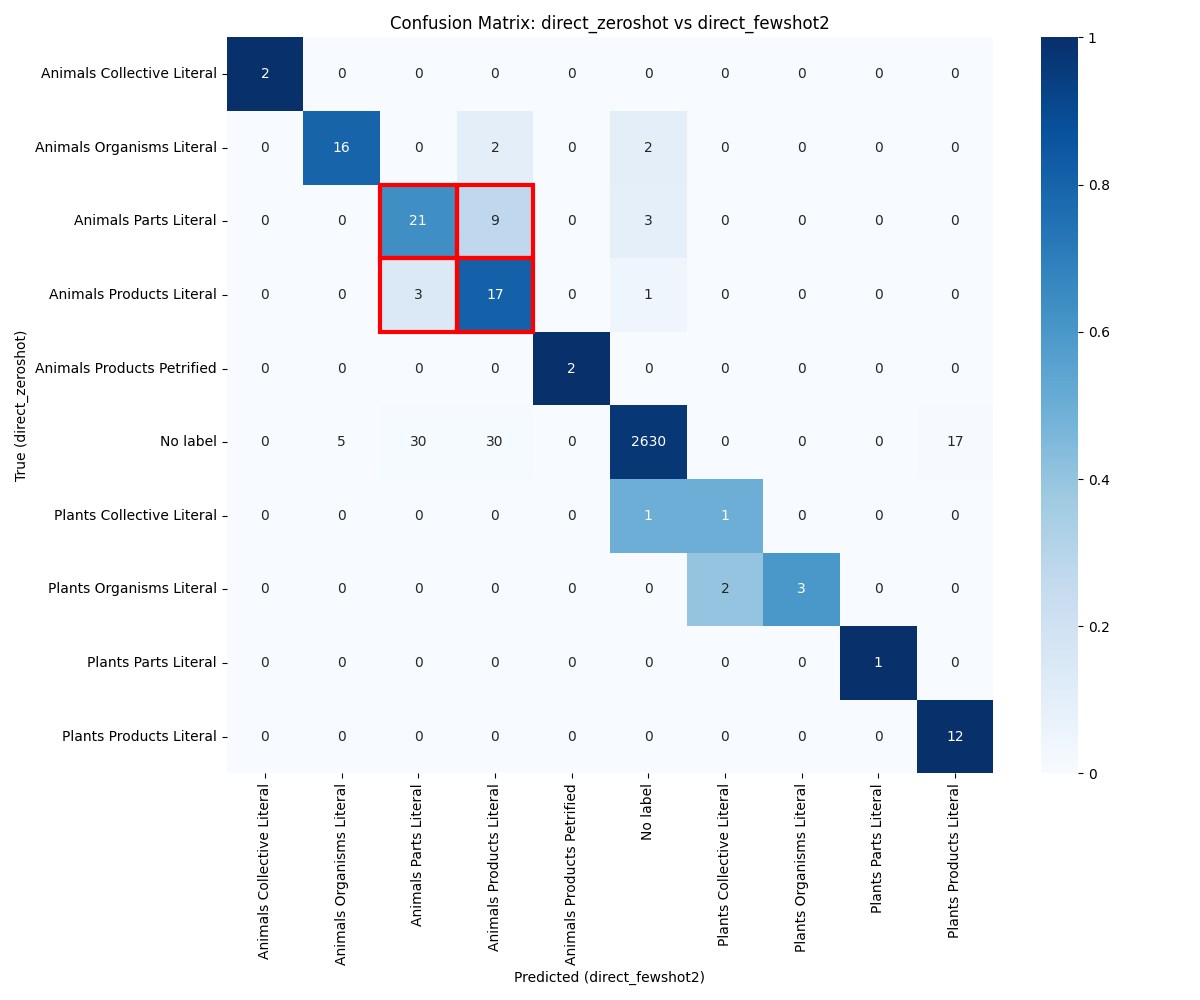 Confusion Matrix: direct_zeroshot vs direct_fewshot2
Animals Collective Literal 2 0 0 0 0 0 0 0 0 0
Animals Organisms Literal 0 16 0 2 0 2 0 0 0 0
Animals Parts Literal 0 0 21 9 0 3 0 0 0 0
Animals Products Literal 0 0 3 17 0 1 0 0 0 0
Animals Products Petrified 0 0 0 0 2 0 0 0 0 0
No label 0 5 30 30 0 2630 0 0 0 17
Plants Collective Literal 0 0 0 0 0 1 1 0 0 0
Plants Organisms Literal 0 0 0 0 0 0 2 3 0 0
Plants Parts Literal 0 0 0 0 0 0 0 0 1 0
Plants Products Literal 0 0 0 0 0 0 0 0 0 12
True (direct_zeroshot)
Animals Collective Literal
Animals Organisms Literal
Animals Parts Literal
Animals Products Literal
Animals Products Petrified
No label
Plants Collective Literal
Plants Organisms Literal
Plants Parts Literal
Plants Products Literal
Predicted (direct_fewshot2)
1
0.8
0.6
0.4
0.2
0